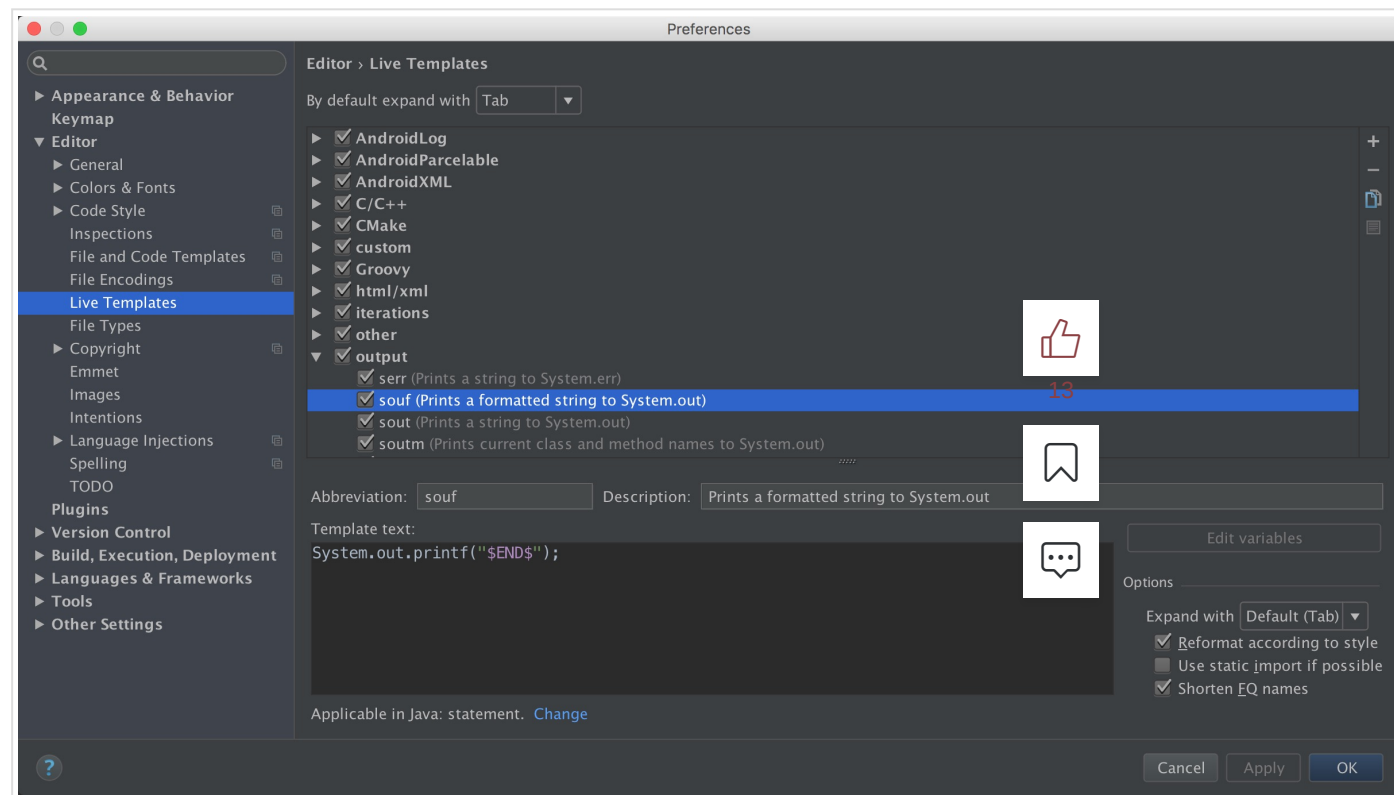 Preferences
Appearance & Behavior
Keymap
Editor
General
Colors & Fonts
Code Style
Inspections
File and Code Templates
File Encodings
Live Templates
File Types
Copyright
Emmet
Images
Intentions
Language Injections
Spelling
TODO
Plugins
Version Control
Build, Execution, Deployment
Languages & Frameworks
Tools
Other Settings
Editor › Live Templates
By default expand with Tab
AndroidLog
AndroidParcelable
AndroidXML
C/C++
CMake
custom
Groovy
html/xml
iterations
other
output
serr (Prints a string to System.err)
souf (Prints a formatted string to System.out)
sout (Prints a string to System.out)
soutm (Prints current class and method names to System.out)
13
Abbreviation: souf Description: Prints a formatted string to System.out
Template text:
System.out.printf("$END$");
Edit variables
Options
Expand with Default (Tab)
Reformat according to style
Use static import if possible
Shorten FQ names
Applicable in Java: statement. Change
?
Cancel Apply OK